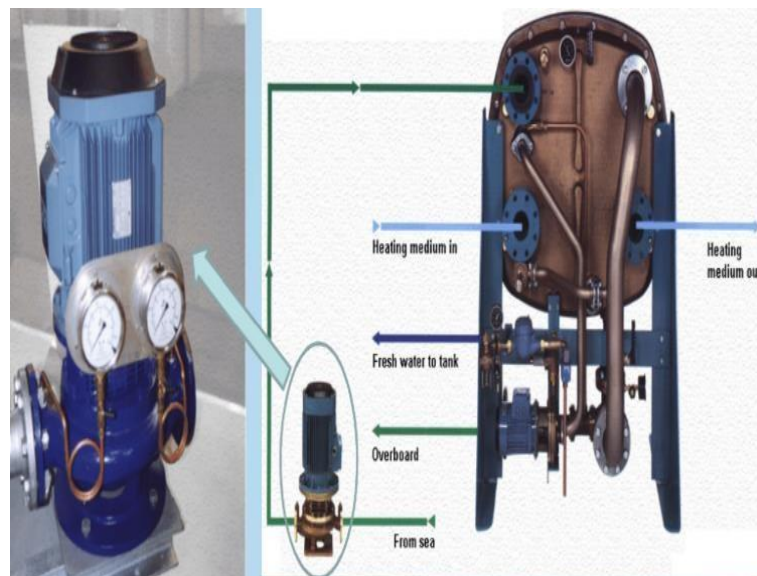 Heating medium in
Heating
medium ou
Fresh water to tank
Overboard
From sea